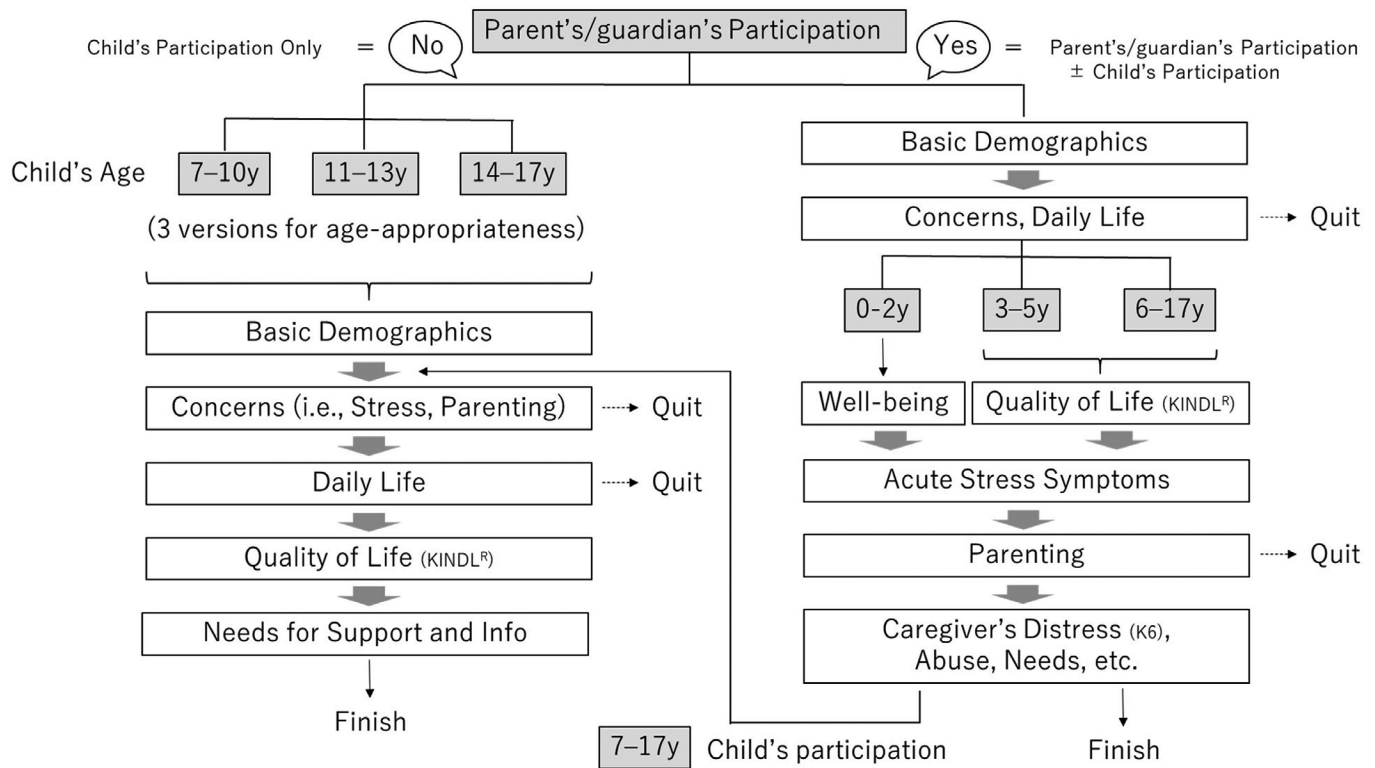 Parent's/guardian's Participation
Child's Participation Only = No
Yes = Parent's/guardian's Participation
± Child's Participation
Child's Age 7–10y 11–13y 14–17y
(3 versions for age-appropriateness)
Basic Demographics
Concerns (i.e., Stress, Parenting) Quit
Daily Life Quit
Quality of Life (KINDLᴿ)
Needs for Support and Info
Finish
Basic Demographics
Concerns, Daily Life Quit
0-2y 3–5y 6–17y
Well-being Quality of Life (KINDLᴿ)
Acute Stress Symptoms
Parenting Quit
Caregiver's Distress (K6),
Abuse, Needs, etc.
7–17y Child's participation Finish